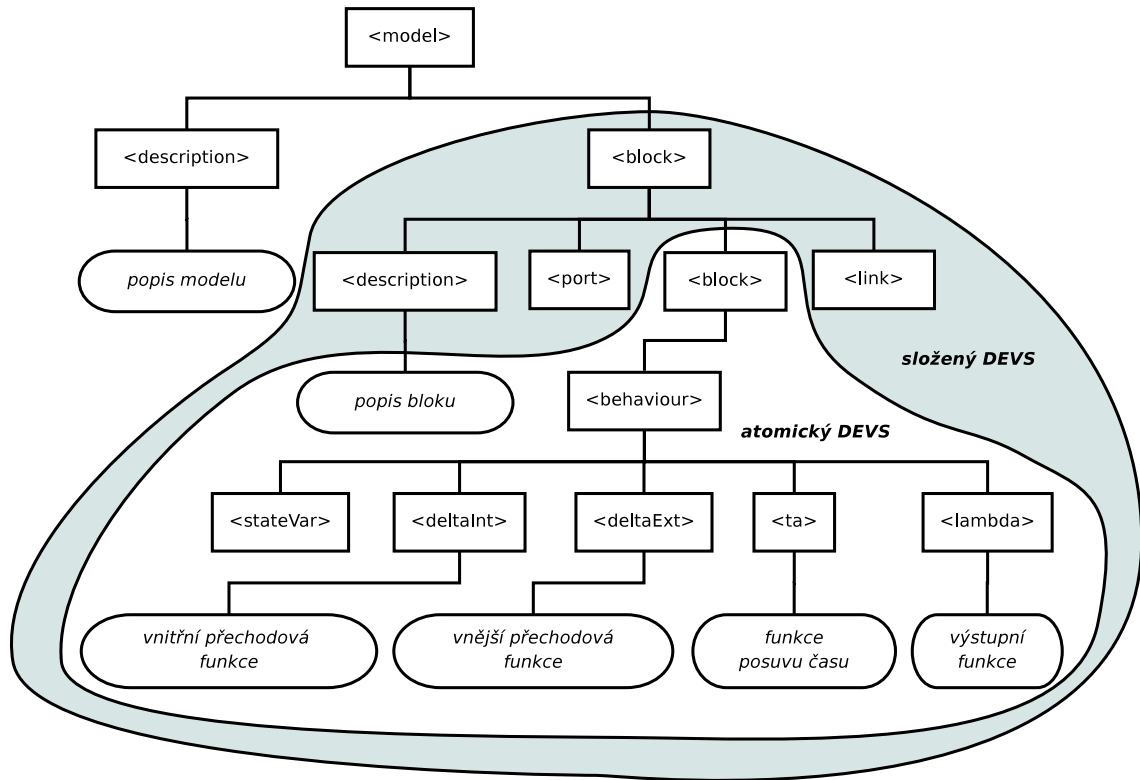 <model>
<description>
<block>
popis modelu
<description>
<port>
<block>
<link>
složený DEVS
popis bloku
<behaviour>
atomický DEVS
<stateVar>
<deltaInt>
<deltaExt>
<ta>
<lambda>
vnitřní přechodová
funkce
vnější přechodová
funkce
funkce
posuvu času
výstupní
funkce